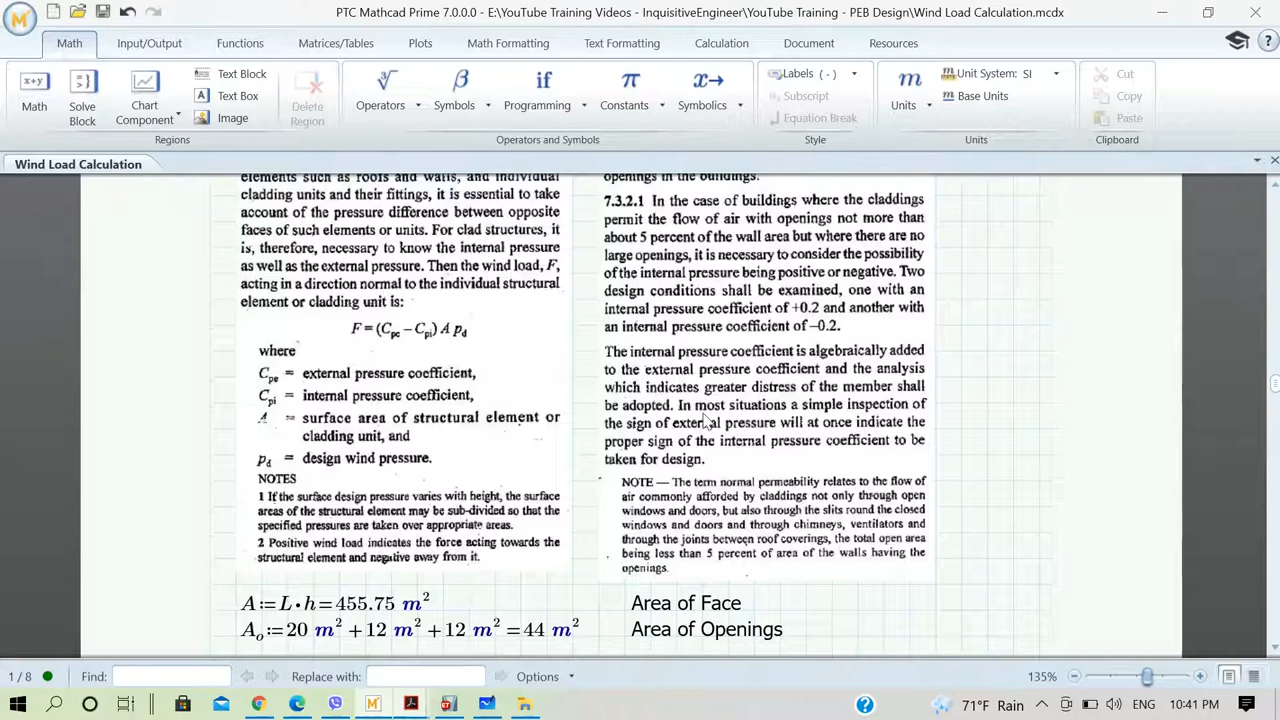 PTC Mathcad Prime 7.0.0.0 - E:\YouTube Training Videos - InquisitiveEngineer\YouTube Training - PEB Design\Wind Load Calculation.mcdx
Math Input/Output Functions Matrices/Tables Plots Math Formatting Text Formatting Calculation Document Resources
Math
Solve Block
Chart Component
Text Block
Text Box
Image
Delete Region
Regions
Operators
Symbols
Programming
Constants
Symbolics
Operators and Symbols
Labels ( - )
Subscript
Equation Break
Style
Units
Unit System: SI
Base Units
Units
Cut
Copy
Paste
Clipboard
Wind Load Calculation
elements such as roofs and walls, and individual
cladding units and their fittings, it is essential to take
account of the pressure difference between opposite
faces of such elements or units. For clad structures, it
is, therefore, necessary to know the internal pressure
as well as the external pressure. Then the wind load, F,
acting in a direction normal to the individual structural
element or cladding unit is:
F = (Cpe – Cpi) A pd
where
Cpe = external pressure coefficient,
Cpi = internal pressure coefficient,
A = surface area of structural element or
cladding unit, and
pd = design wind pressure.
NOTES
1 If the surface design pressure varies with height, the surface
areas of the structural element may be sub-divided so that the
specified pressures are taken over appropriate areas.
2 Positive wind load indicates the force acting towards the
structural element and negative away from it.
openings in the buildings.
7.3.2.1 In the case of buildings where the claddings
permit the flow of air with openings not more than
about 5 percent of the wall area but where there are no
large openings, it is necessary to consider the possibility
of the internal pressure being positive or negative. Two
design conditions shall be examined, one with an
internal pressure coefficient of +0.2 and another with
an internal pressure coefficient of –0.2.
The internal pressure coefficient is algebraically added
to the external pressure coefficient and the analysis
which indicates greater distress of the member shall
be adopted. In most situations a simple inspection of
the sign of external pressure will at once indicate the
proper sign of the internal pressure coefficient to be
taken for design.
NOTE — The term normal permeability relates to the flow of
air commonly afforded by claddings not only through open
windows and doors, but also through the slits round the closed
windows and doors and through chimneys, ventilators and
through the joints between roof coverings, the total open area
being less than 5 percent of area of the walls having the
openings.
A := L • h = 455.75 m² Area of Face
Aₒ := 20 m² + 12 m² + 12 m² = 44 m² Area of Openings
1 / 8 Find: Replace with: Options 135%
71°F Rain ENG 10:41 PM